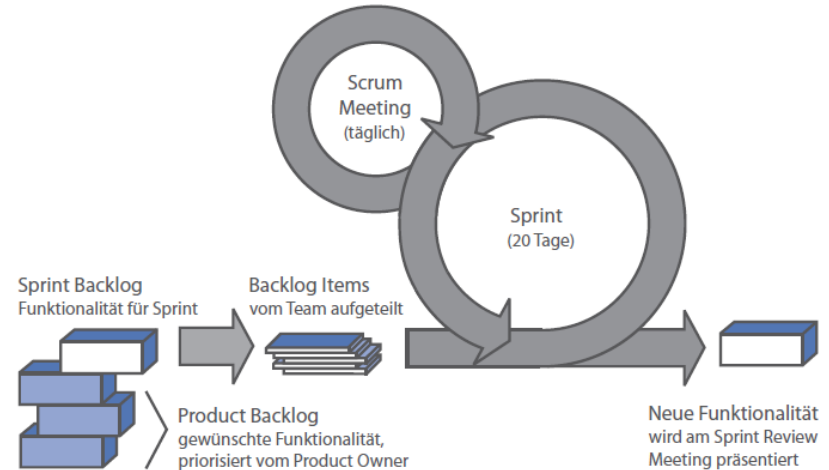 Scrum
Meeting
(täglich)
Sprint
(20 Tage)
Sprint Backlog
Funktionalität für Sprint
Backlog Items
vom Team aufgeteilt
Product Backlog
gewünschte Funktionalität,
priorisiert vom Product Owner
Neue Funktionalität
wird am Sprint Review
Meeting präsentiert